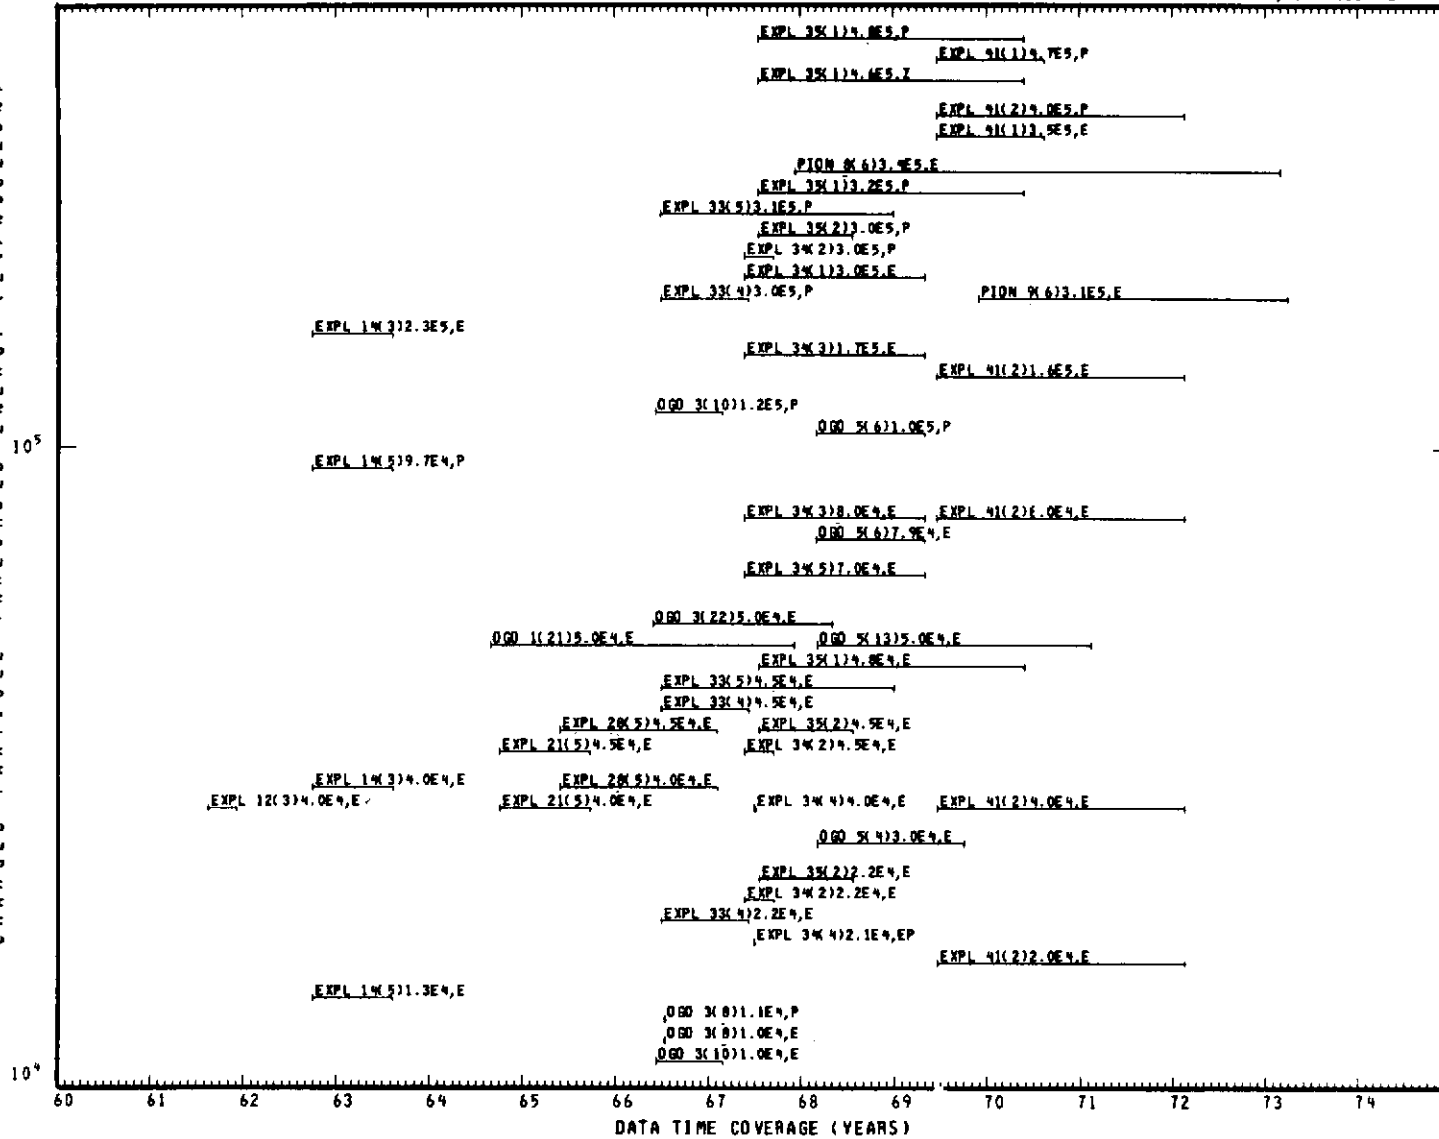 EXPL 35(1)4.8E5,P
EXPL 41(1)4.7E5,P
EXPL 35(1)4.6E5,Z
EXPL 41(2)4.0E5,P
EXPL 41(1)3.5E5,E
PION 8(6)3.4E5,E
EXPL 35(1)3.2E5,P
EXPL 33(5)3.1E5,P
EXPL 35(2)3.0E5,P
EXPL 34(2)3.0E5,P
EXPL 34(1)3.0E5,E
EXPL 33(4)3.0E5,P PION 9(6)3.1E5,E
EXPL 14(3)2.3E5,E
EXPL 34(3)1.7E5,E
EXPL 41(2)1.6E5,E
OGO 3(10)1.2E5,P
OGO 5(6)1.0E5,P
10⁵
EXPL 14(5)9.7E4,P
EXPL 34(3)8.0E4,E EXPL 41(2)8.0E4,E
OGO 5(6)7.9E4,E
EXPL 34(5)7.0E4,E
OGO 3(22)5.0E4,E
OGO 1(21)5.0E4,E OGO 5(13)5.0E4,E
EXPL 35(1)4.8E4,E
EXPL 33(5)4.5E4,E
EXPL 33(4)4.5E4,E
EXPL 28(5)4.5E4,E EXPL 35(2)4.5E4,E
EXPL 21(5)4.5E4,E EXPL 34(2)4.5E4,E
EXPL 14(3)4.0E4,E EXPL 28(5)4.0E4,E
EXPL 12(3)4.0E4,E EXPL 21(5)4.0E4,E EXPL 34(4)4.0E4,E EXPL 41(2)4.0E4,E
OGO 5(4)3.0E4,E
EXPL 35(2)2.2E4,E
EXPL 34(2)2.2E4,E
EXPL 33(4)2.2E4,E
EXPL 34(4)2.1E4,EP
EXPL 41(2)2.0E4,E
EXPL 14(5)1.3E4,E
OGO 3(8)1.1E4,P
OGO 3(8)1.0E4,E
OGO 3(10)1.0E4,E
10⁴
60 61 62 63 64 65 66 67 68 69 70 71 72 73 74
DATA TIME COVERAGE (YEARS)